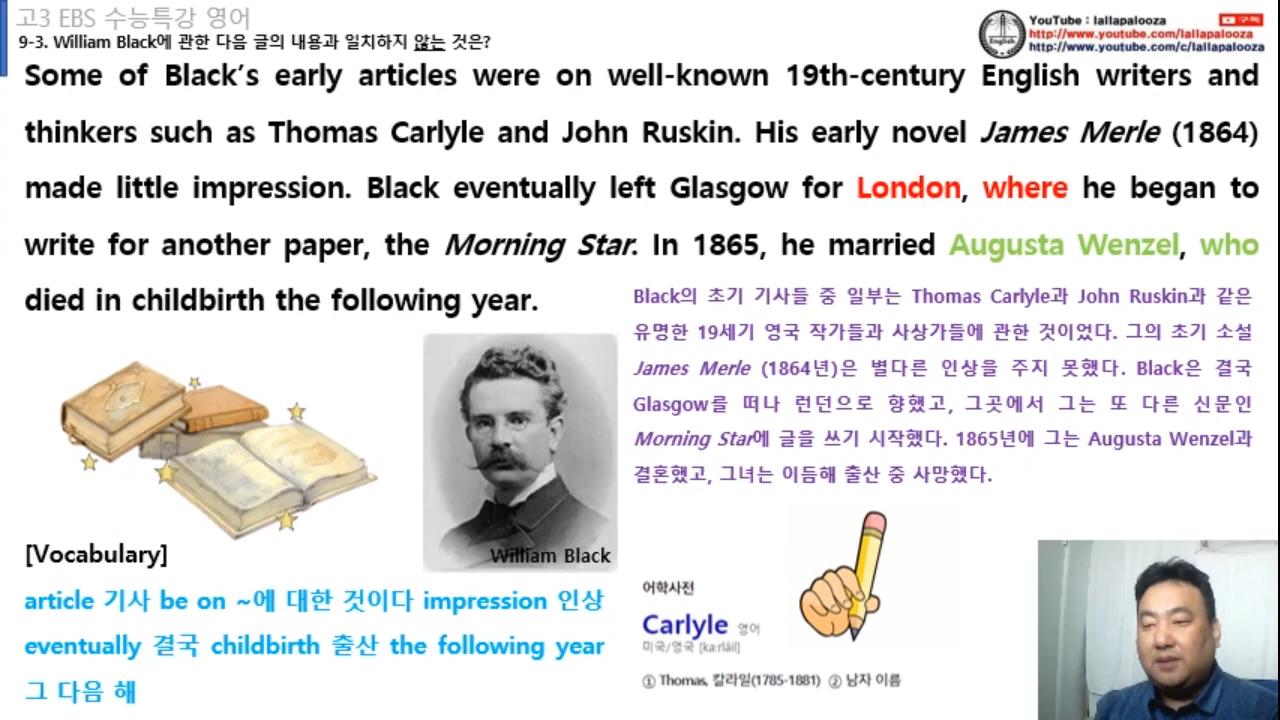 고3 EBS 수능특강 영어
9-3. William Black에 관한 다음 글의 내용과 일치하지 않는 것은?
YouTube : lallapalooza
구독
http://www.youtube.com/lallapalooza
http://www.youtube.com/c/lallapalooza
English
Some of Black's early articles were on well-known 19th-century English writers and
thinkers such as Thomas Carlyle and John Ruskin. His early novel James Merle (1864)
made little impression. Black eventually left Glasgow for London, where he began to
write for another paper, the Morning Star. In 1865, he married Augusta Wenzel, who
died in childbirth the following year.
Black의 초기 기사들 중 일부는 Thomas Carlyle과 John Ruskin과 같은
유명한 19세기 영국 작가들과 사상가들에 관한 것이었다. 그의 초기 소설
James Merle (1864년)은 별다른 인상을 주지 못했다. Black은 결국
Glasgow를 떠나 런던으로 향했고, 그곳에서 그는 또 다른 신문인
Morning Star에 글을 쓰기 시작했다. 1865년에 그는 Augusta Wenzel과
결혼했고, 그녀는 이듬해 출산 중 사망했다.
William Black
[Vocabulary]
article 기사 be on ~에 대한 것이다 impression 인상
eventually 결국 childbirth 출산 the following year
그 다음 해
어학사전
Carlyle 영어
미국/영국 [kɑːrláil]
① Thomas, 칼라일(1785-1881) ② 남자 이름